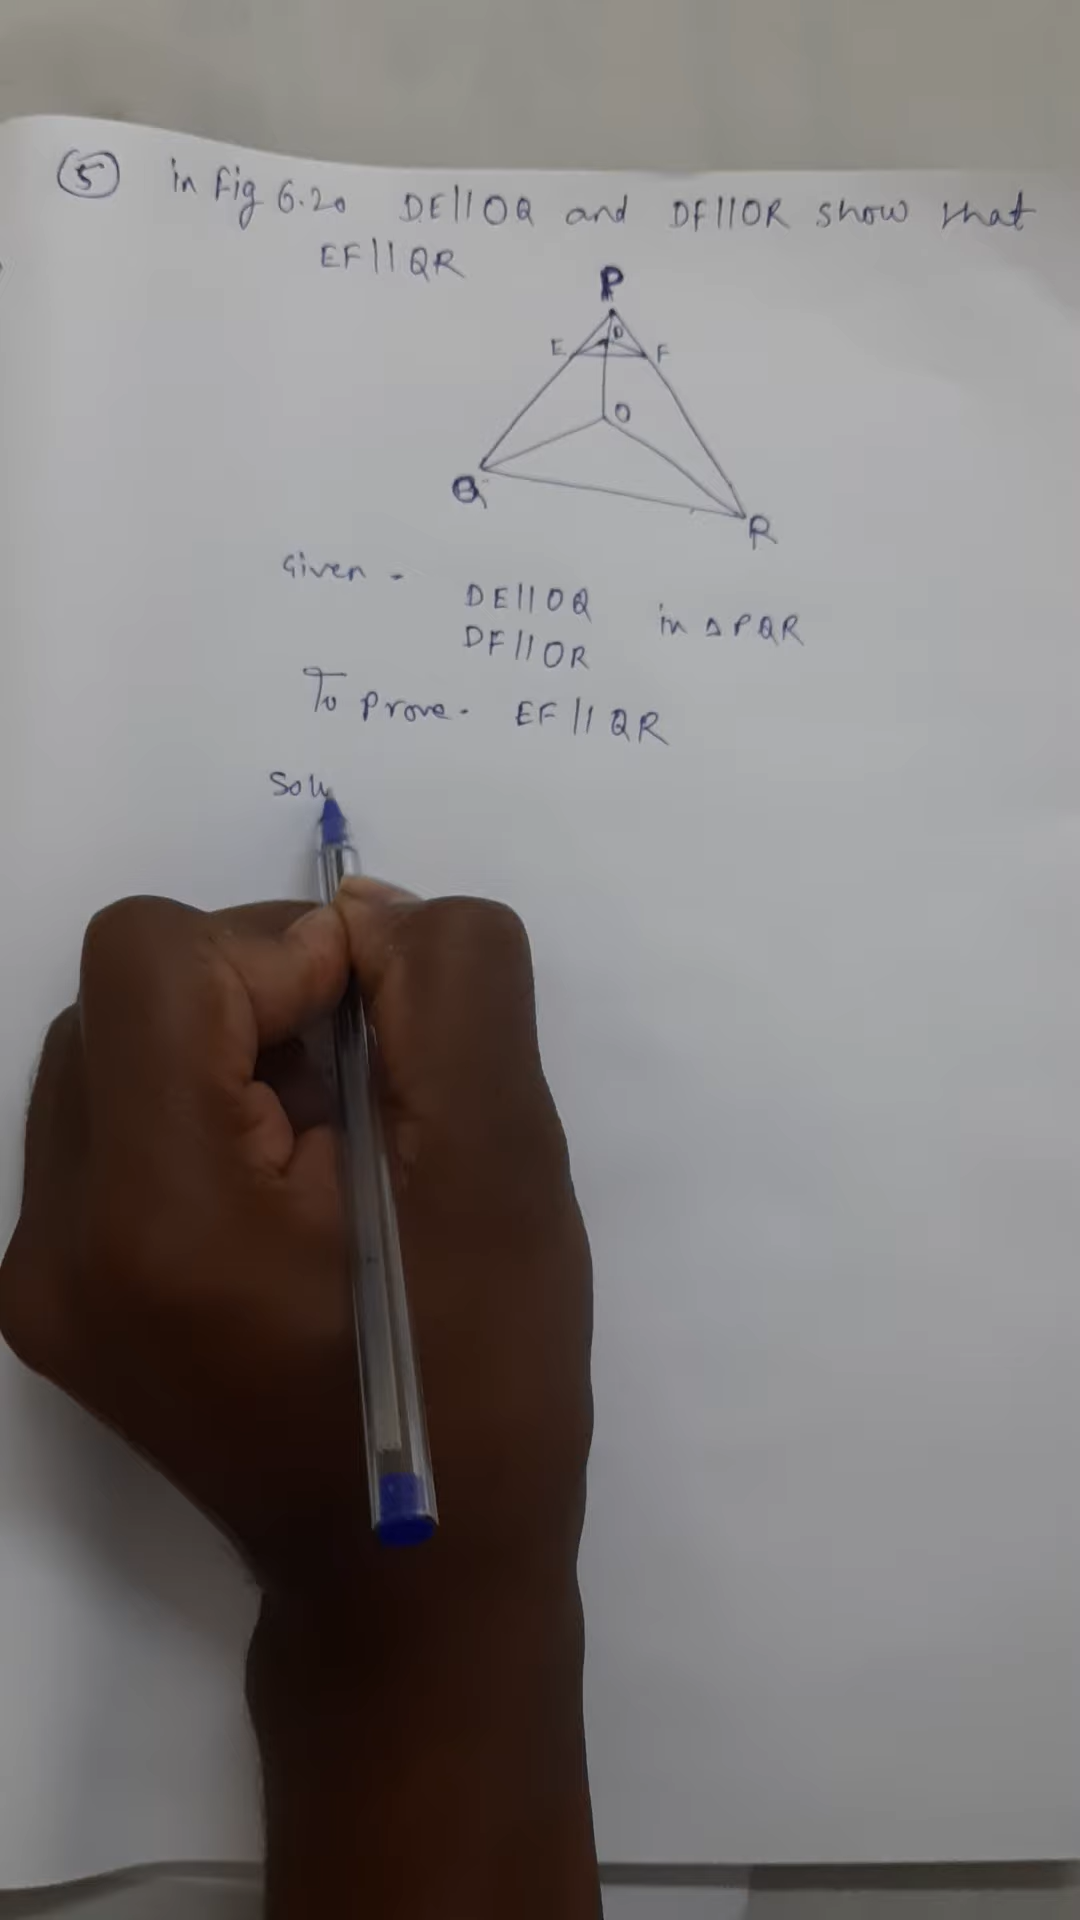 5 in Fig 6.20 DE||OQ and DF||OR show that
EF||QR
P
D
E F
O
Q
R
Given - DE||OQ in △PQR
DF||OR
To Prove - EF||QR
Solu